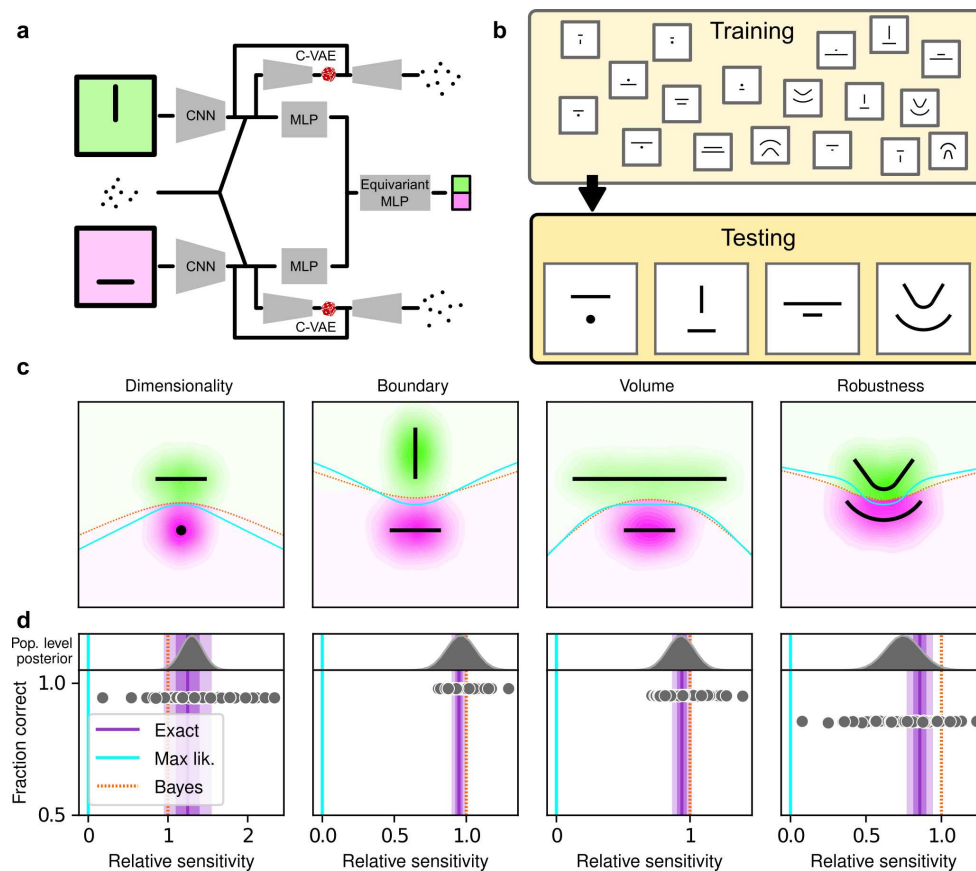 a
C-VAE
CNN
MLP
Equivariant
MLP
CNN
MLP
C-VAE
b
Training
Testing
c
Dimensionality
Boundary
Volume
Robustness
d
Pop. level
posterior
Fraction correct
1.0
0.5
Exact
Max lik.
Bayes
0 1 2
Relative sensitivity
0.0 0.5 1.0
Relative sensitivity
0 1
Relative sensitivity
0.0 0.5 1.0
Relative sensitivity